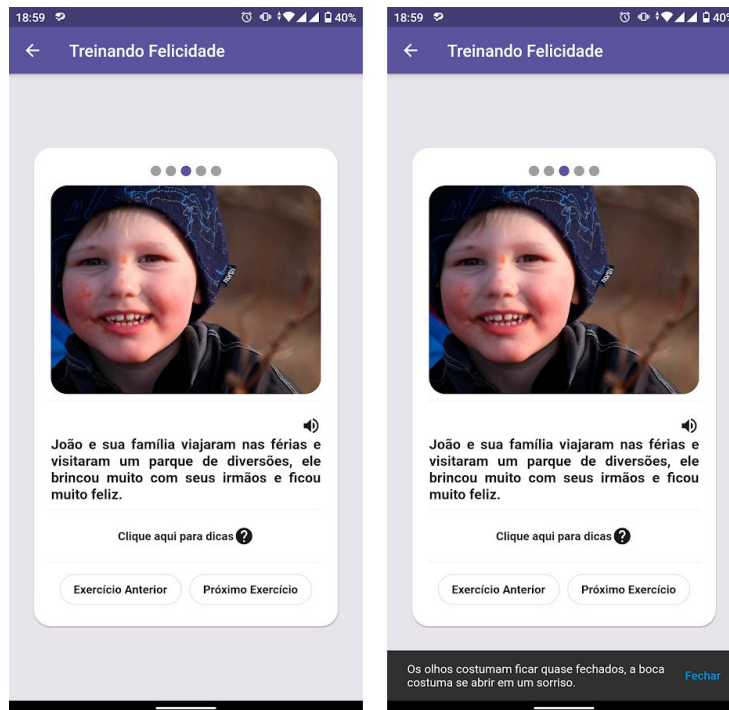 18:59 40%
Treinando Felicidade
north
João e sua família viajaram nas férias e
visitaram um parque de diversões, ele
brincou muito com seus irmãos e ficou
muito feliz.
Clique aqui para dicas ?
Exercício Anterior Próximo Exercício
18:59 40%
Treinando Felicidade
north
João e sua família viajaram nas férias e
visitaram um parque de diversões, ele
brincou muito com seus irmãos e ficou
muito feliz.
Clique aqui para dicas ?
Exercício Anterior Próximo Exercício
Os olhos costumam ficar quase fechados, a boca
costuma se abrir em um sorriso.
Fechar